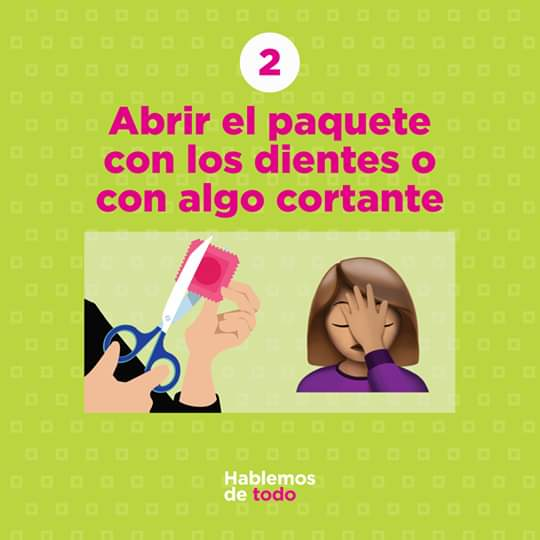 2
Abrir el paquete
con los dientes o
con algo cortante
Hablemos
de todo